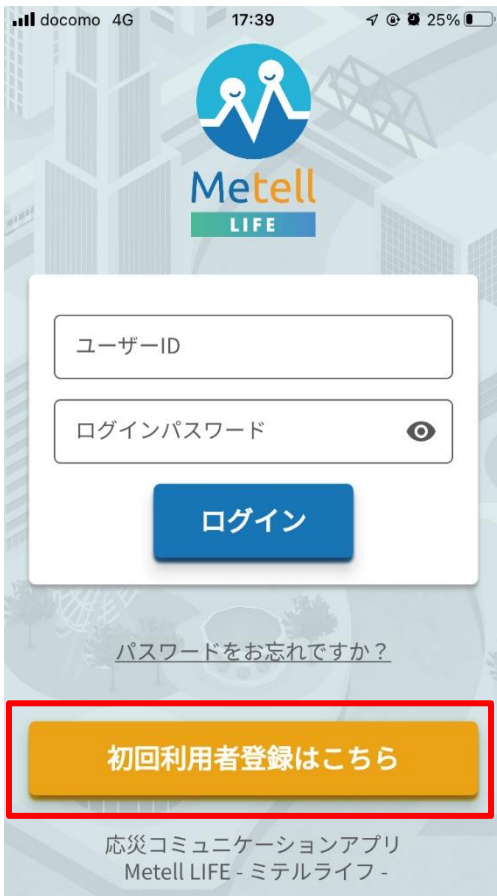 docomo 4G 17:39 25%
Metell
LIFE
ユーザーID
ログインパスワード
ログイン
パスワードをお忘れですか？
初回利用者登録はこちら
応災コミュニケーションアプリ
Metell LIFE - ミテルライフ -